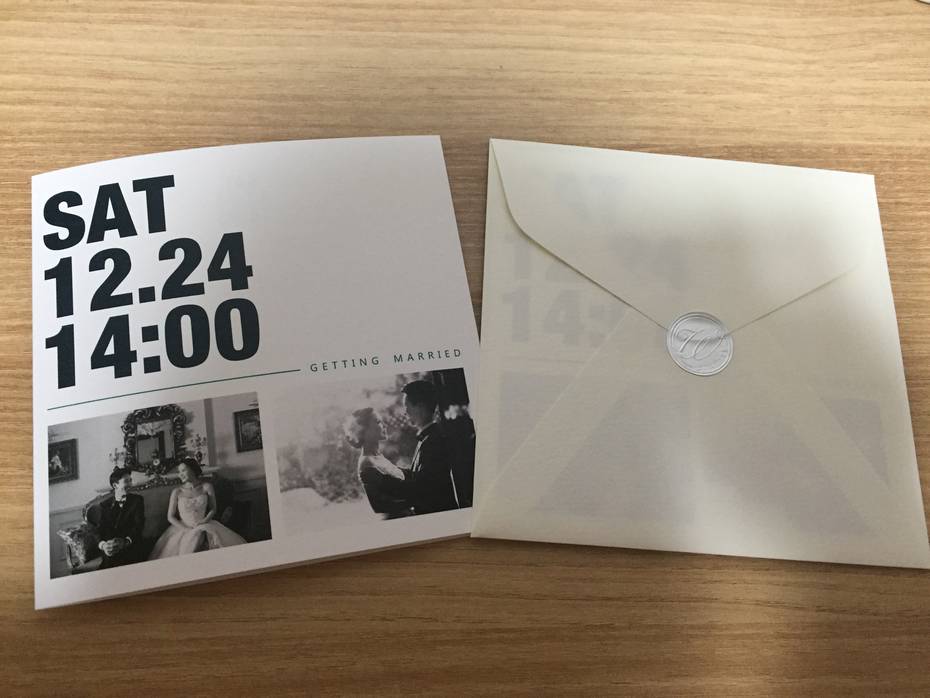 SAT
12.24
14:00
GETTING MARRIED
W